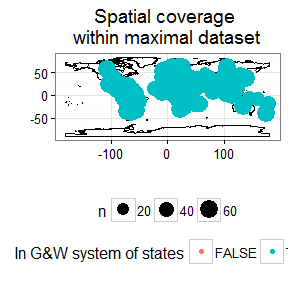 Spatial coverage
within maximal dataset
50
0
-50
-100 0 100
n 20 40 60
In G&W system of states FALSE